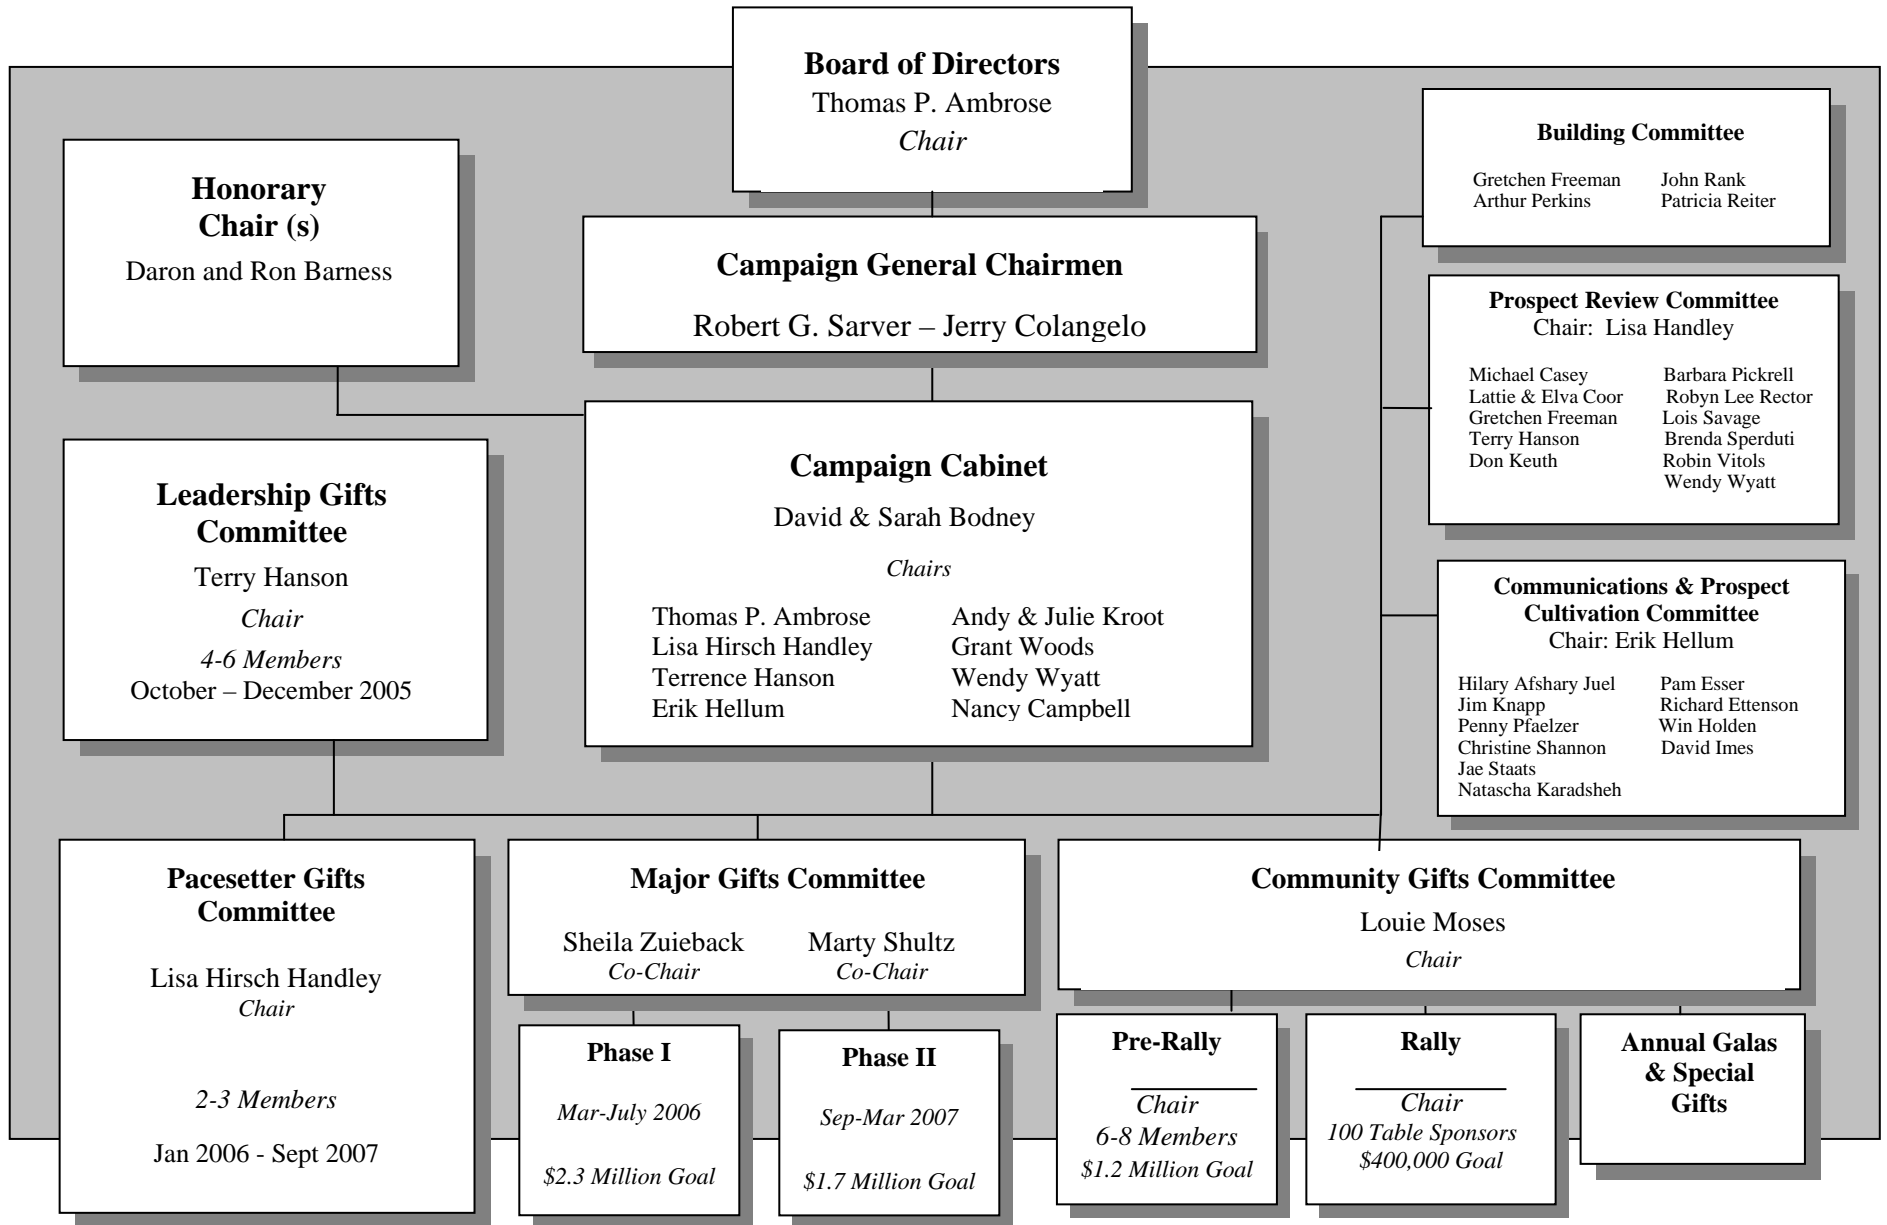 Board of Directors
Thomas P. Ambrose
Chair
Honorary
Chair (s)
Daron and Ron Barness
Campaign General Chairmen
Robert G. Sarver – Jerry Colangelo
Building Committee
Gretchen Freeman John Rank
Arthur Perkins Patricia Reiter
Prospect Review Committee
Chair: Lisa Handley
Michael Casey Barbara Pickrell
Lattie & Elva Coor Robyn Lee Rector
Gretchen Freeman Lois Savage
Terry Hanson Brenda Sperduti
Don Keuth Robin Vitols
Wendy Wyatt
Leadership Gifts
Committee
Terry Hanson
Chair
4-6 Members
October – December 2005
Campaign Cabinet
David & Sarah Bodney
Chairs
Thomas P. Ambrose Andy & Julie Kroot
Lisa Hirsch Handley Grant Woods
Terrence Hanson Wendy Wyatt
Erik Hellum Nancy Campbell
Communications & Prospect
Cultivation Committee
Chair: Erik Hellum
Hilary Afshary Juel Pam Esser
Jim Knapp Richard Ettenson
Penny Pfaelzer Win Holden
Christine Shannon David Imes
Jae Staats
Natascha Karadsheh
Pacesetter Gifts
Committee
Lisa Hirsch Handley
Chair
2-3 Members
Jan 2006 - Sept 2007
Major Gifts Committee
Sheila Zuieback Marty Shultz
Co-Chair Co-Chair
Phase I
Mar-July 2006
$2.3 Million Goal
Phase II
Sep-Mar 2007
$1.7 Million Goal
Community Gifts Committee
Louie Moses
Chair
Pre-Rally
Chair
6-8 Members
$1.2 Million Goal
Rally
Chair
100 Table Sponsors
$400,000 Goal
Annual Galas
& Special
Gifts